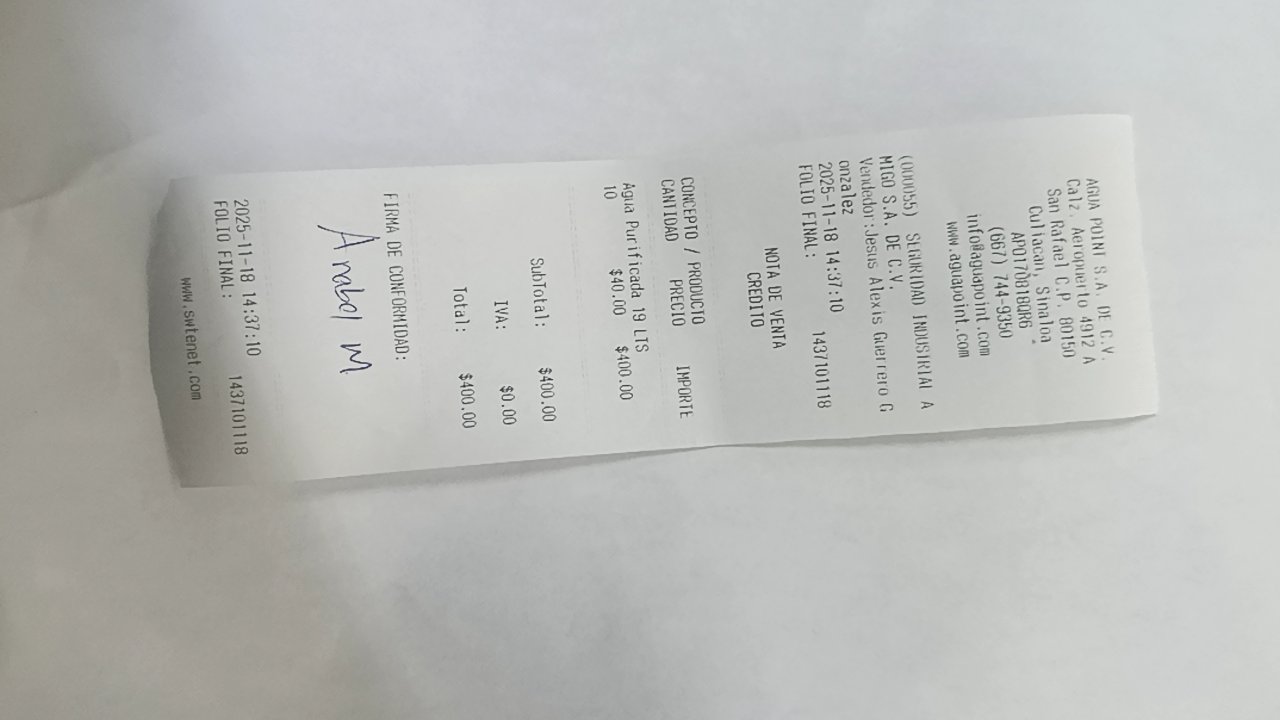 AGUA POINT S.A. DE C.V.
Calz. Aeropuerto 4912 A
San Rafael C.P. 80150
Culiacan, Sinaloa
APO170818QR6
(667) 744-9350
info@aguapoint.com
www.aguapoint.com
(000055) SEGURIDAD INDUSTRIAL A
MIGO S.A. DE C.V.
Vendedor:Jesus Alexis Guerrero G
onzalez
2025-11-18 14:37:10 1437101118
FOLIO FINAL:
NOTA DE VENTA
CREDITO
CONCEPTO / PRODUCTO
CANTIDAD PRECIO IMPORTE
Agua Purificada 19 LTS
10 $40.00 $400.00
SubTotal: $400.00
IVA: $0.00
Total: $400.00
FIRMA DE CONFORMIDAD:
Anabel M
2025-11-18 14:37:10 1437101118
FOLIO FINAL:
www.swtenet.com